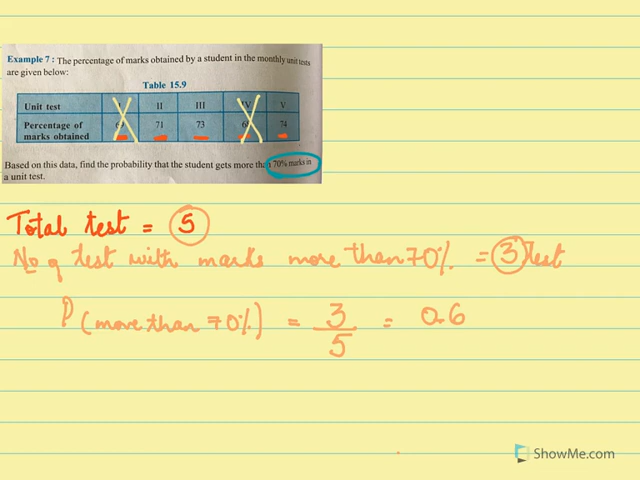 Example 7 : The percentage of marks obtained by a student in the monthly unit tests
are given below:
Table 15.9
Unit test II III V
Percentage of 71 73 74
marks obtained
Based on this data, find the probability that the student gets more than 70% marks in
a unit test.
Total test = 5
No of test with marks more than 70% = 3 Test
P (more than 70%) = 3/5 = 0.6
ShowMe.com